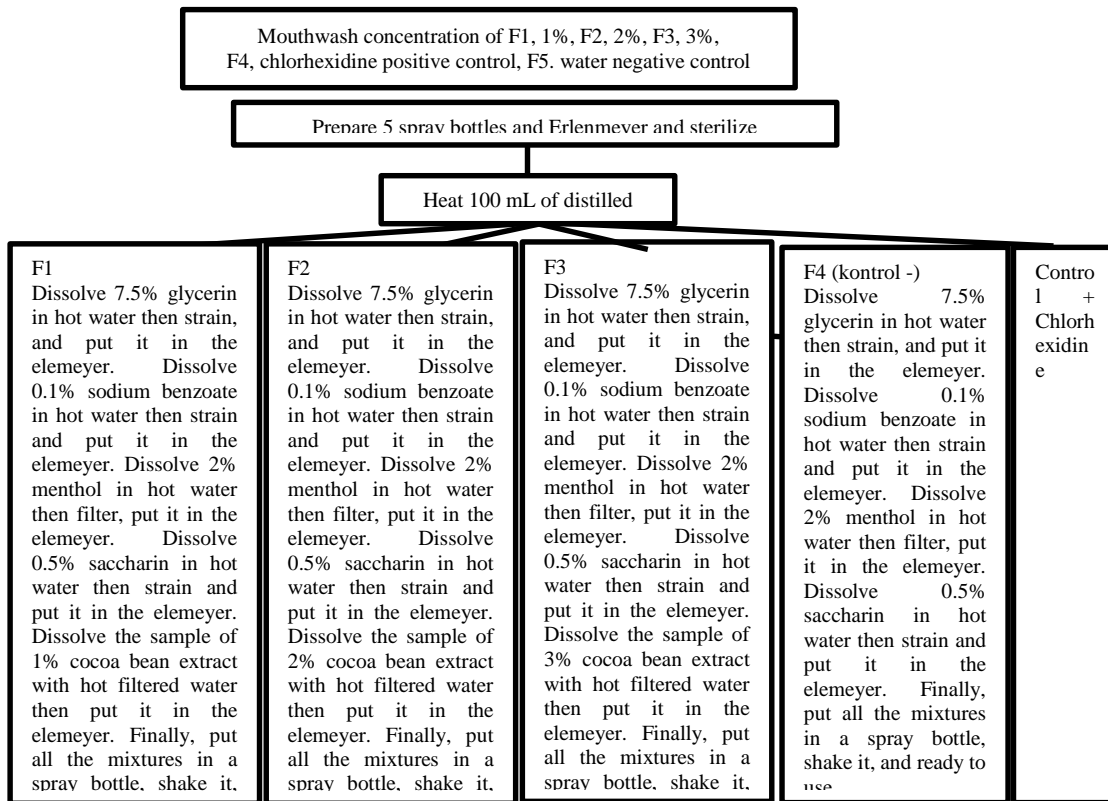 Mouthwash concentration of F1, 1%, F2, 2%, F3, 3%,
F4, chlorhexidine positive control, F5. water negative control
Prepare 5 spray bottles and Erlenmeyer and sterilize
Heat 100 mL of distilled
F1
Dissolve 7.5% glycerin
in hot water then strain,
and put it in the
elemeyer. Dissolve
0.1% sodium benzoate
in hot water then strain
and put it in the
elemeyer. Dissolve 2%
menthol in hot water
then filter, put it in the
elemeyer. Dissolve
0.5% saccharin in hot
water then strain and
put it in the elemeyer.
Dissolve the sample of
1% cocoa bean extract
with hot filtered water
then put it in the
elemeyer. Finally, put
all the mixtures in a
spray bottle, shake it,
F2
Dissolve 7.5% glycerin
in hot water then strain,
and put it in the
elemeyer. Dissolve
0.1% sodium benzoate
in hot water then strain
and put it in the
elemeyer. Dissolve 2%
menthol in hot water
then filter, put it in the
elemeyer. Dissolve
0.5% saccharin in hot
water then strain and
put it in the elemeyer.
Dissolve the sample of
2% cocoa bean extract
with hot filtered water
then put it in the
elemeyer. Finally, put
all the mixtures in a
spray bottle, shake it,
F3
Dissolve 7.5% glycerin
in hot water then strain,
and put it in the
elemeyer. Dissolve
0.1% sodium benzoate
in hot water then strain
and put it in the
elemeyer. Dissolve 2%
menthol in hot water
then filter, put it in the
elemeyer. Dissolve
0.5% saccharin in hot
water then strain and
put it in the elemeyer.
Dissolve the sample of
3% cocoa bean extract
with hot filtered water
then put it in the
elemeyer. Finally, put
all the mixtures in a
spray bottle, shake it,
F4 (kontrol -)
Dissolve 7.5%
glycerin in hot water
then strain, and put it
in the elemeyer.
Dissolve 0.1%
sodium benzoate in
hot water then strain
and put it in the
elemeyer. Dissolve
2% menthol in hot
water then filter, put
it in the elemeyer.
Dissolve 0.5%
saccharin in hot
water then strain and
put it in the
elemeyer. Finally,
put all the mixtures
in a spray bottle,
shake it, and ready to
use
Contro
l +
Chlorh
exidin
e